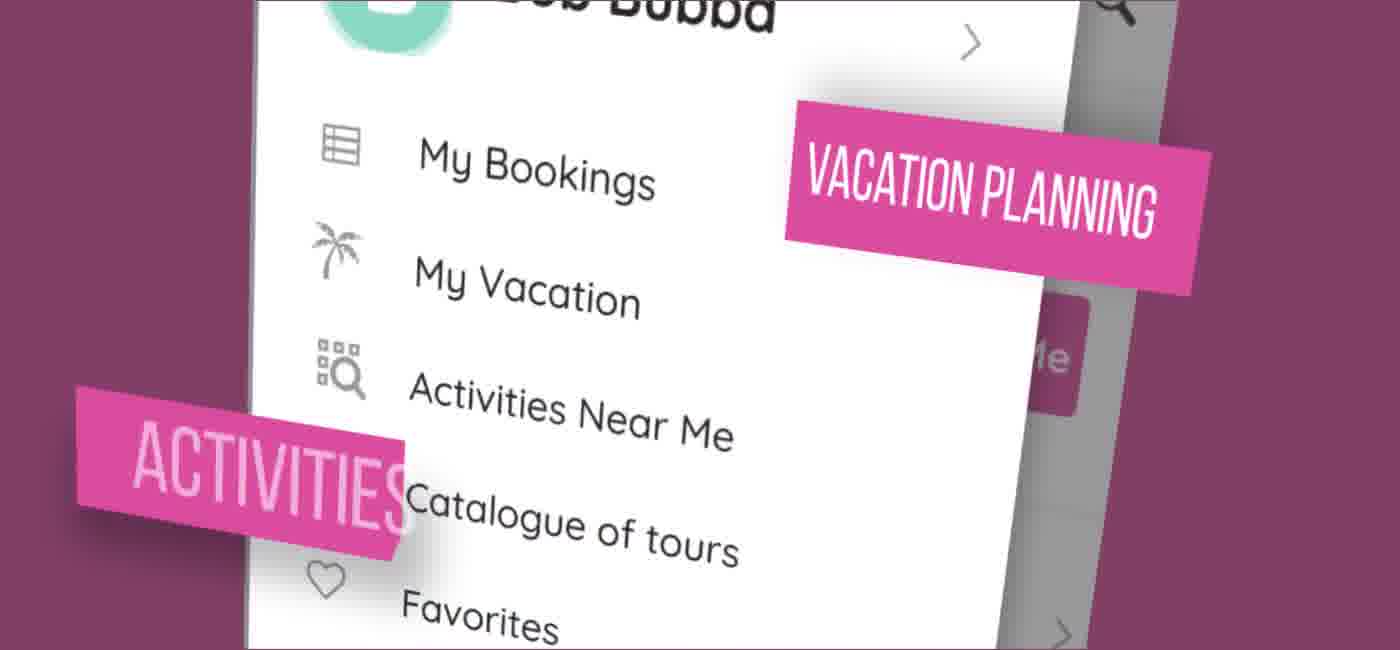 Bubba
My Bookings
VACATION PLANNING
My Vacation
Me
Activities Near Me
ACTIVITIES
Catalogue of tours
Favorites